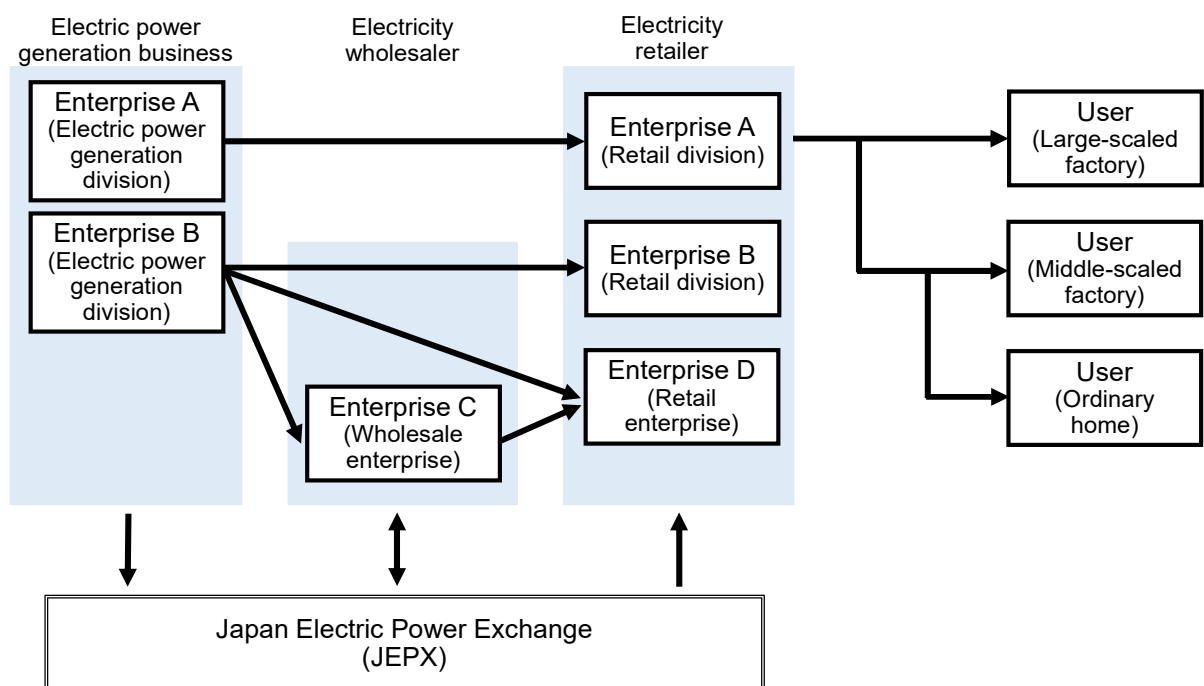 Electric power
generation business
Electricity
wholesaler
Electricity
retailer
Enterprise A
(Electric power
generation
division)
Enterprise A
(Retail division)
User
(Large-scaled
factory)
Enterprise B
(Electric power
generation
division)
Enterprise B
(Retail division)
User
(Middle-scaled
factory)
Enterprise C
(Wholesale
enterprise)
Enterprise D
(Retail
enterprise)
User
(Ordinary
home)
Japan Electric Power Exchange
(JEPX)